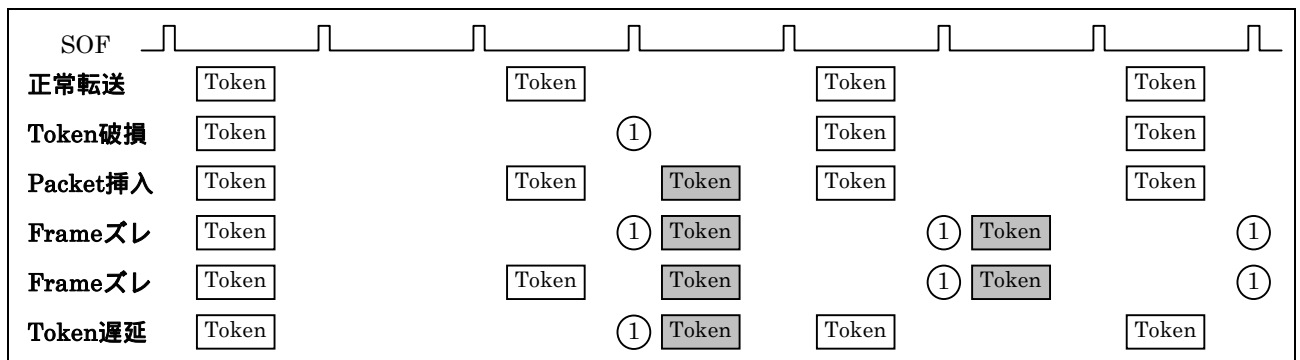 SOF
正常転送 Token Token Token Token
Token破損 Token 1 Token Token
Packet挿入 Token Token Token Token Token
Frameズレ Token 1 Token 1 Token 1
Frameズレ Token Token Token 1 Token 1
Token遅延 Token 1 Token Token Token